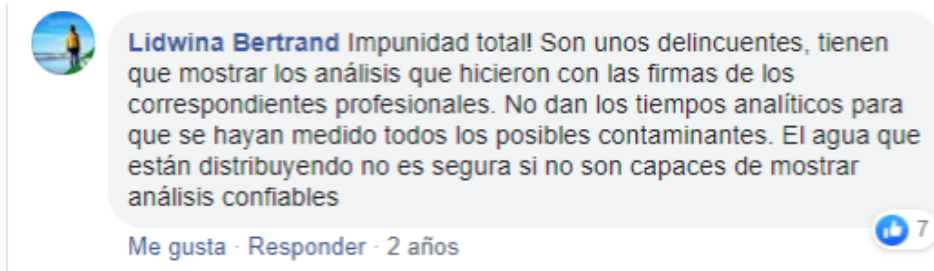 Lidwina Bertrand Impunidad total! Son unos delincuentes, tienen
que mostrar los análisis que hicieron con las firmas de los
correspondientes profesionales. No dan los tiempos analíticos para
que se hayan medido todos los posibles contaminantes. El agua que
están distribuyendo no es segura si no son capaces de mostrar
análisis confiables
7
Me gusta · Responder · 2 años